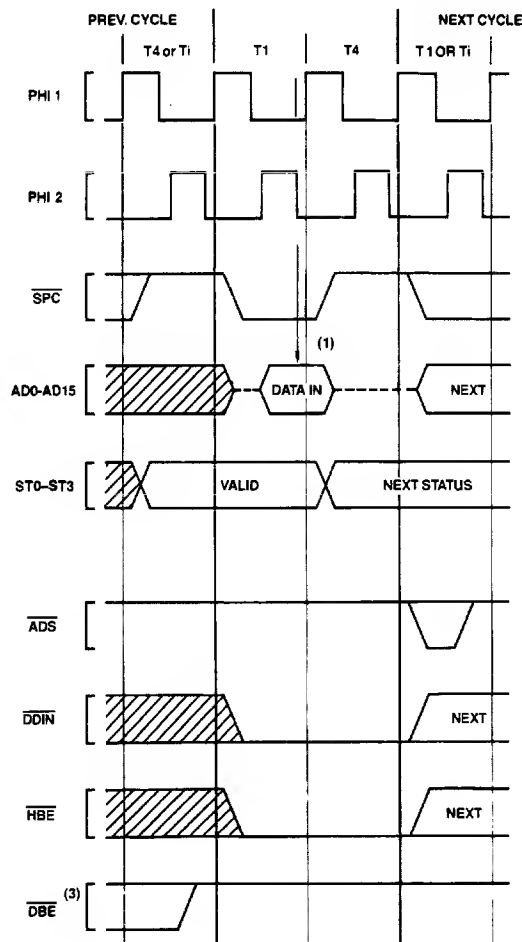 PREV. CYCLE NEXT CYCLE
T4 or Ti T1 T4 T1 OR Ti
PHI 1
PHI 2
SPC
(1)
AD0-AD15 DATA IN NEXT
ST0–ST3 VALID NEXT STATUS
ADS
DDIN NEXT
HBE NEXT
DBE (3)